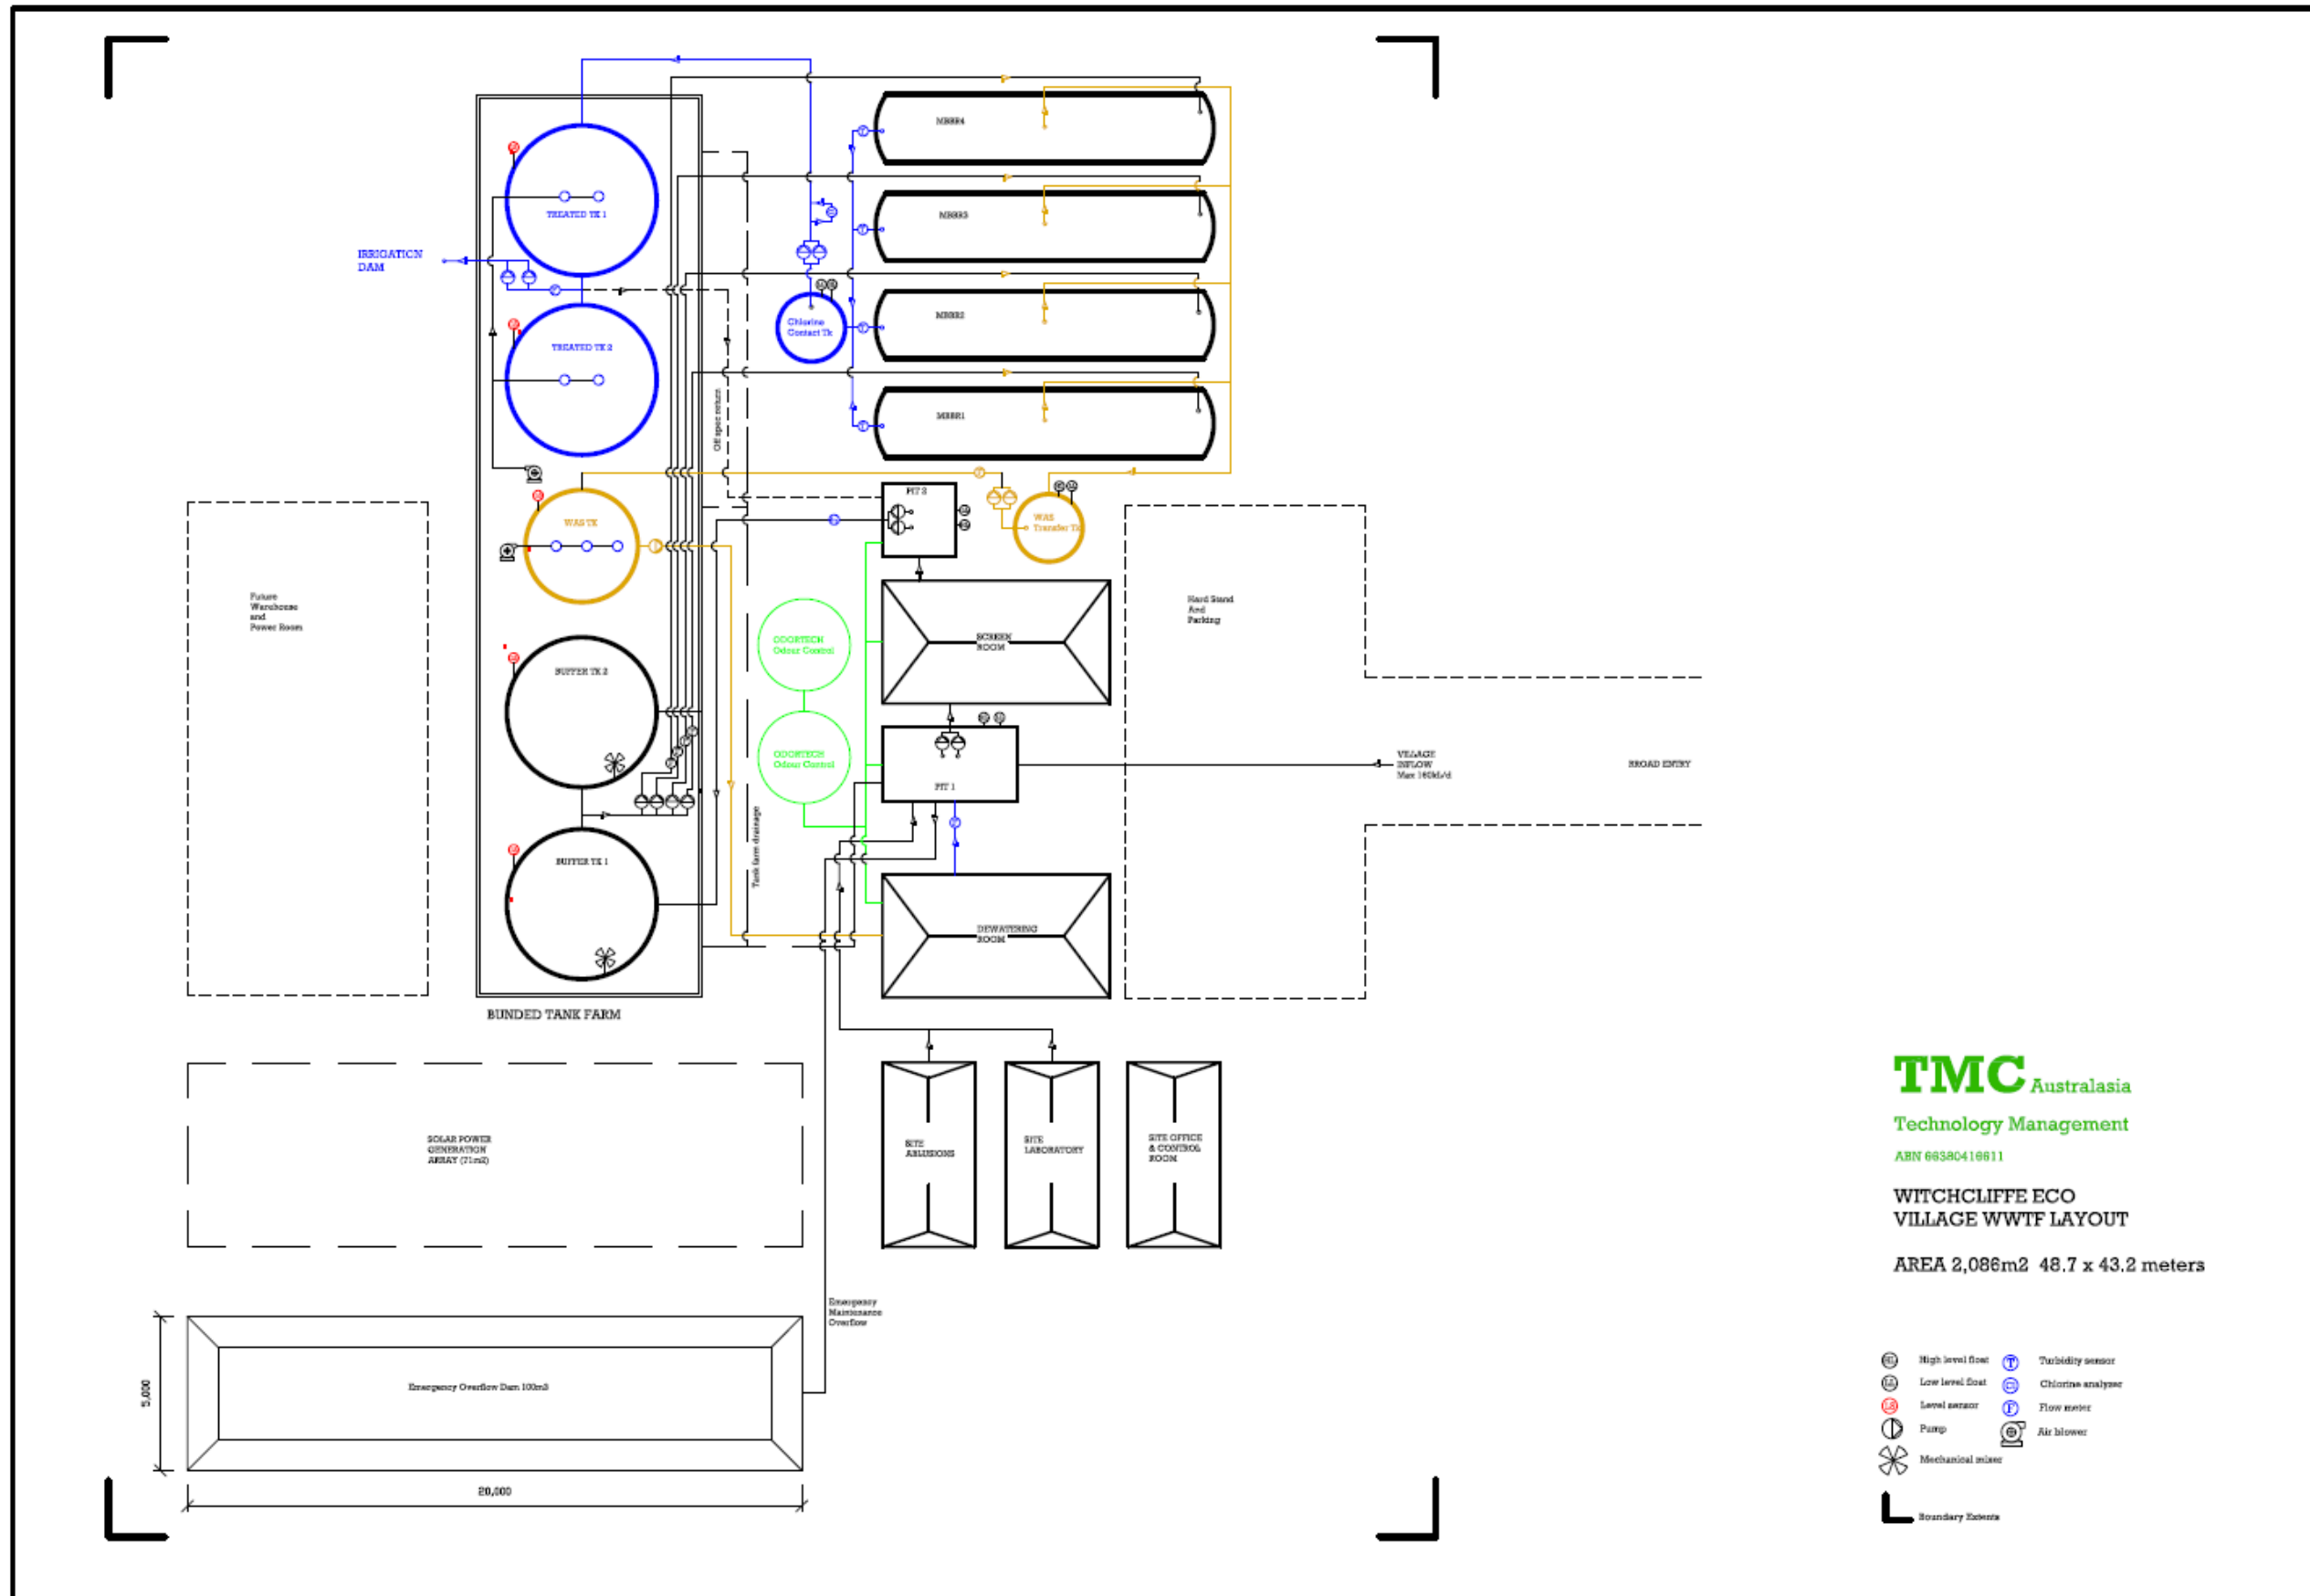 IRRIGATION
DAM
TREATED TK 1
TREATED TK 2
WAS TK
BUFFER TK 2
BUFFER TK 1
BUNDED TANK FARM
Future
Warehouse
and
Power Room
Off spec return
Tank farm drainage
Chlorine
Contact Tk
MBBR4
MBBR3
MBBR2
MBBR1
PIT 2
WAS
Transfer Tk
ODORTECH
Odour Control
ODORTECH
Odour Control
SCREEN
ROOM
PIT 1
DEWATERING
ROOM
Hard Stand
And
Parking
VILLAGE
INFLOW
Max 160kL/d
BROAD ENTRY
SOLAR POWER
GENERATION
ARRAY (71m2)
SITE
ABLUSIONS
SITE
LABORATORY
SITE OFFICE
& CONTROL
ROOM
Emergency
Maintenance
Overflow
Emergency Overflow Dam 100m3
5,000
20,000
TMC Australasia
Technology Management
ABN 66380416611
WITCHCLIFFE ECO
VILLAGE WWTF LAYOUT
AREA 2,086m2 48.7 x 43.2 meters
High level float
T Turbidity sensor
Low level float
Chlorine analyzer
LS Level sensor
F Flow meter
Pump
Air blower
Mechanical mixer
Boundary Extents